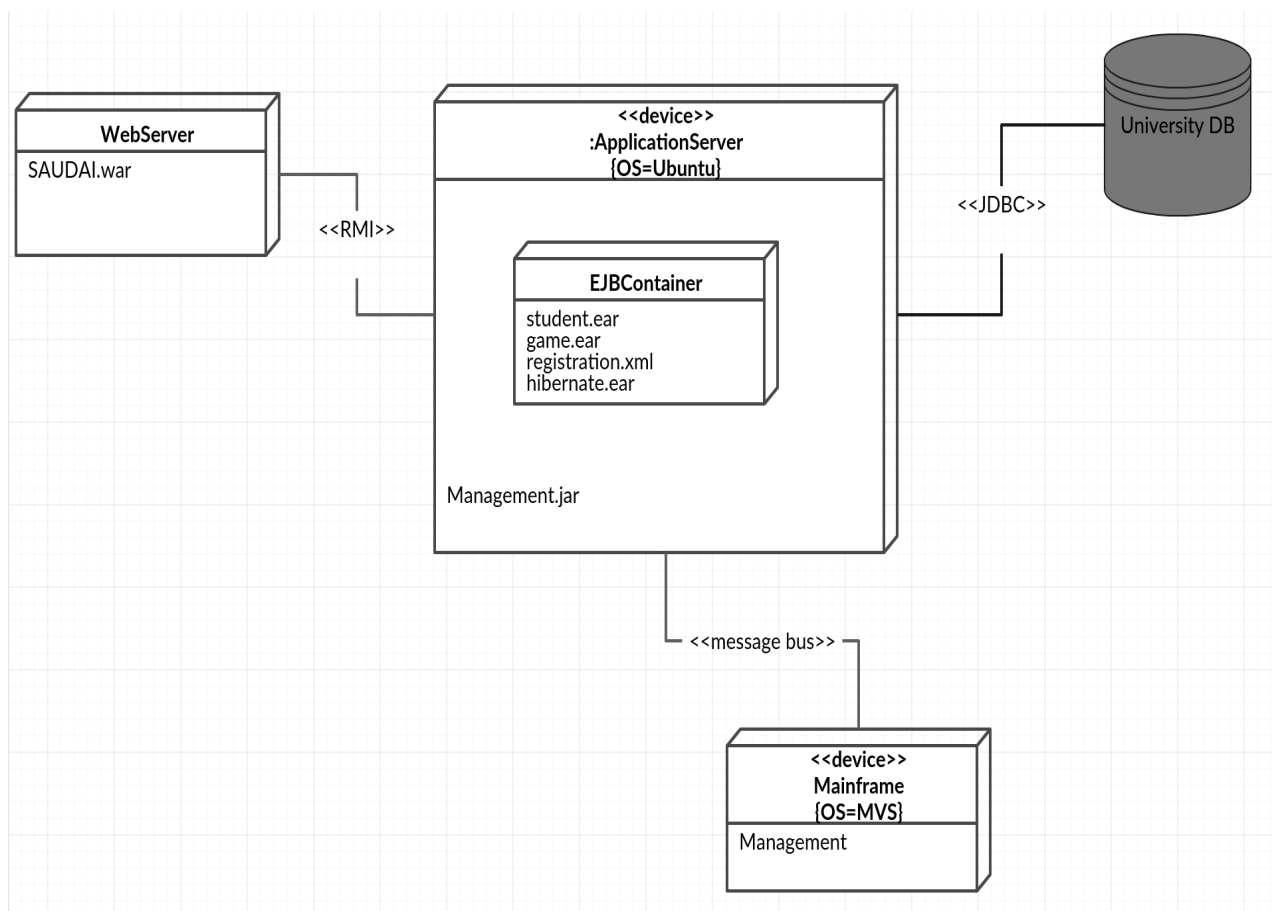 WebServer
SAUDAI.war
<<RMI>>
<<device>>
:ApplicationServer
{OS=Ubuntu}
EJBContainer
student.ear
game.ear
registration.xml
hibernate.ear
Management.jar
<<JDBC>>
University DB
<<message bus>>
<<device>>
Mainframe
{OS=MVS}
Management